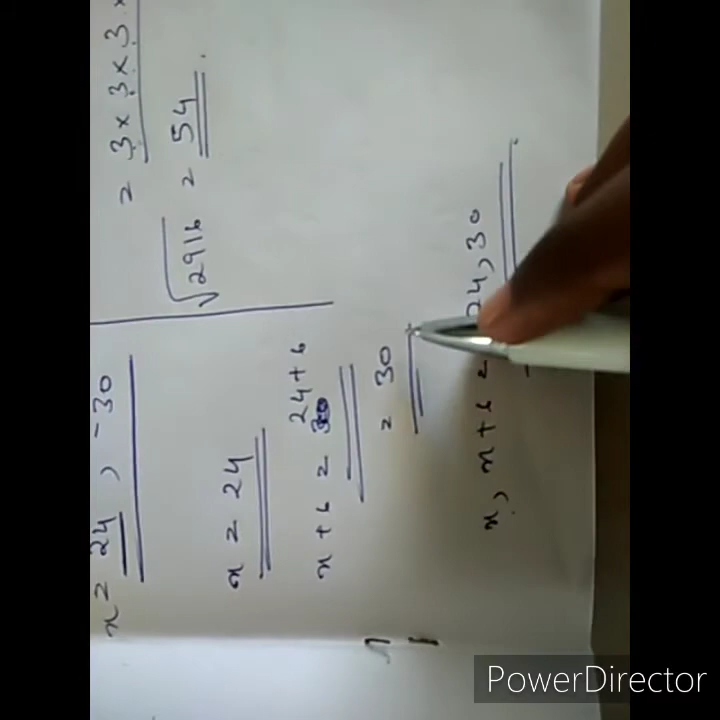 = 3 × 3 × 3 ×
√2916 = 54.
x = 24, -30
x = 24
x + 6 = 24 + 6
= 30
x, x + 6 = 24, 30
PowerDirector